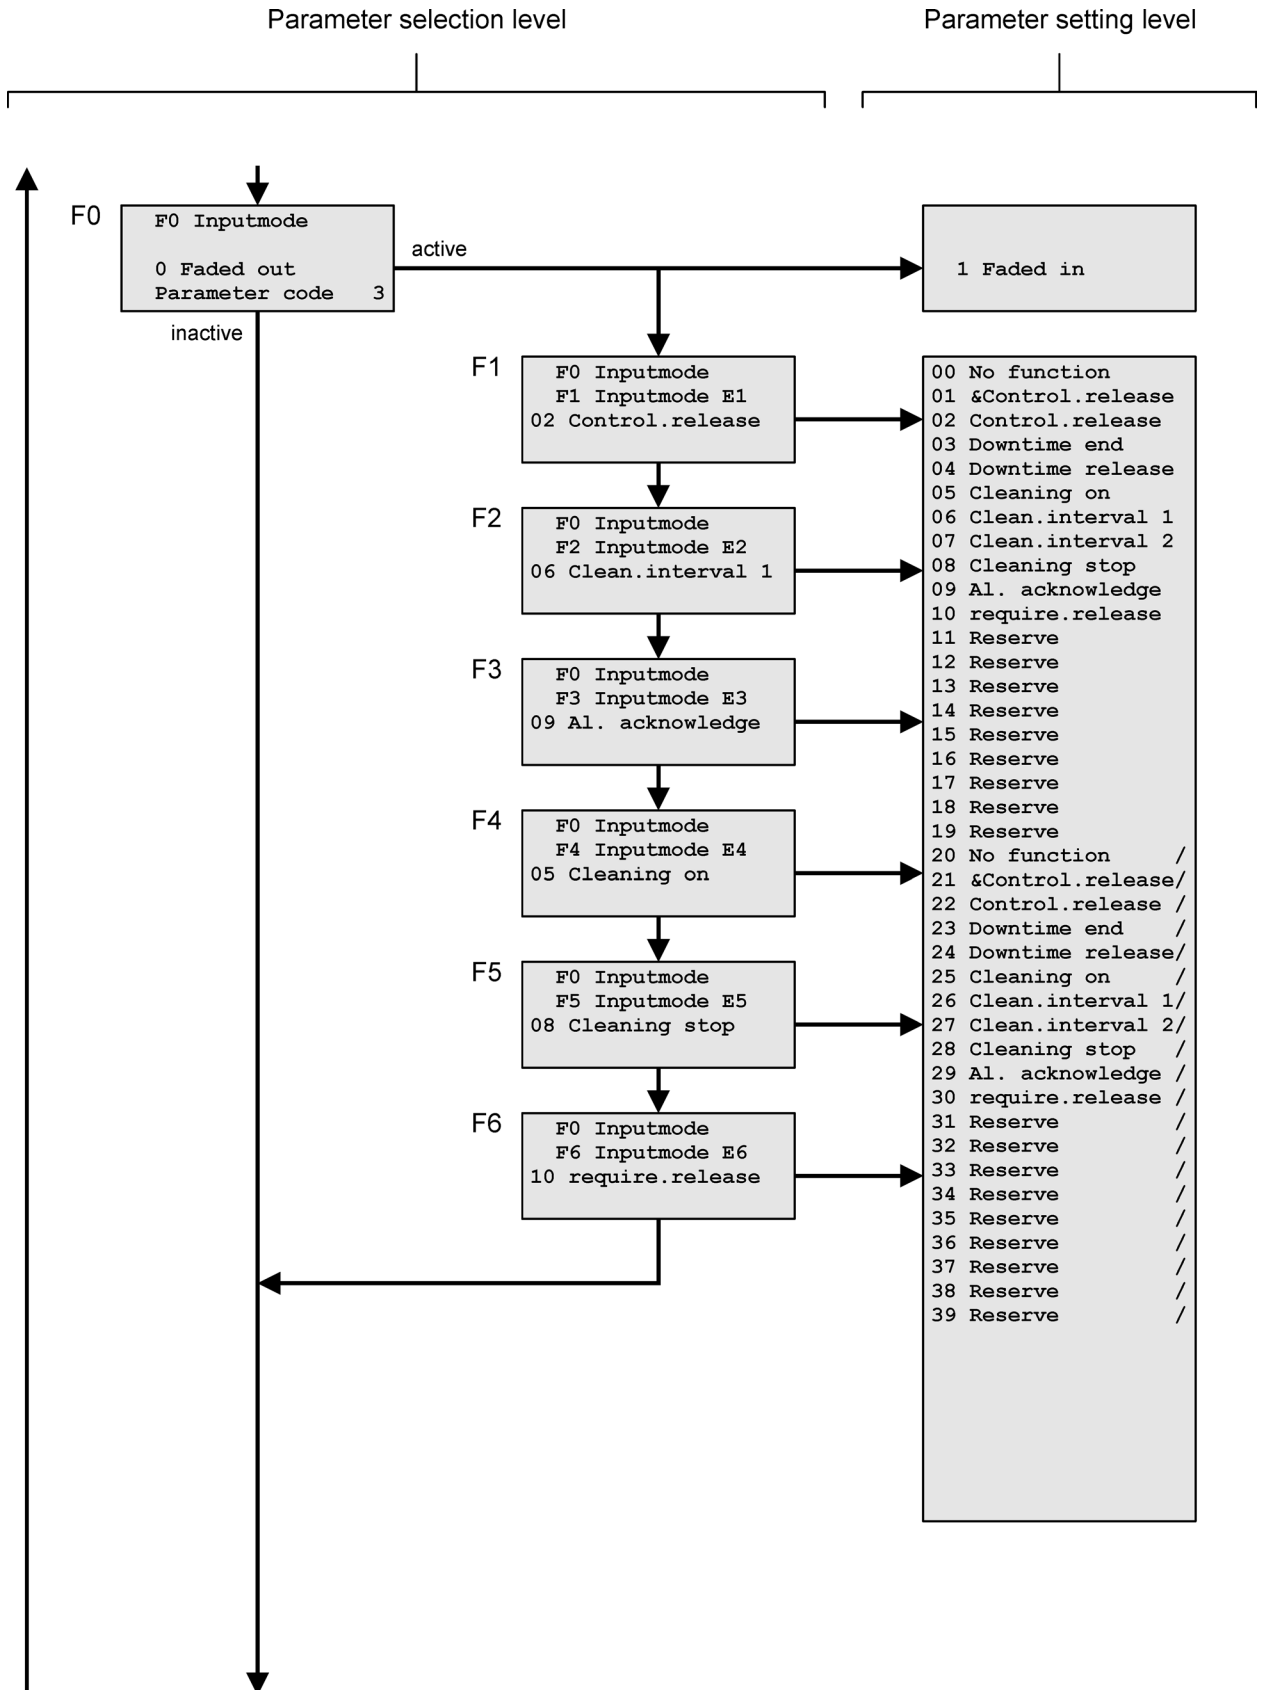 Parameter selection level
Parameter setting level
F0
F0 Inputmode
0 Faded out
Parameter code 3
active
inactive
1 Faded in
F1
F0 Inputmode
F1 Inputmode E1
02 Control.release
F2
F0 Inputmode
F2 Inputmode E2
06 Clean.interval 1
F3
F0 Inputmode
F3 Inputmode E3
09 Al. acknowledge
F4
F0 Inputmode
F4 Inputmode E4
05 Cleaning on
F5
F0 Inputmode
F5 Inputmode E5
08 Cleaning stop
F6
F0 Inputmode
F6 Inputmode E6
10 require.release
00 No function
01 &Control.release
02 Control.release
03 Downtime end
04 Downtime release
05 Cleaning on
06 Clean.interval 1
07 Clean.interval 2
08 Cleaning stop
09 Al. acknowledge
10 require.release
11 Reserve
12 Reserve
13 Reserve
14 Reserve
15 Reserve
16 Reserve
17 Reserve
18 Reserve
19 Reserve
20 No function /
21 &Control.release/
22 Control.release /
23 Downtime end /
24 Downtime release/
25 Cleaning on /
26 Clean.interval 1/
27 Clean.interval 2/
28 Cleaning stop /
29 Al. acknowledge /
30 require.release /
31 Reserve /
32 Reserve /
33 Reserve /
34 Reserve /
35 Reserve /
36 Reserve /
37 Reserve /
38 Reserve /
39 Reserve /